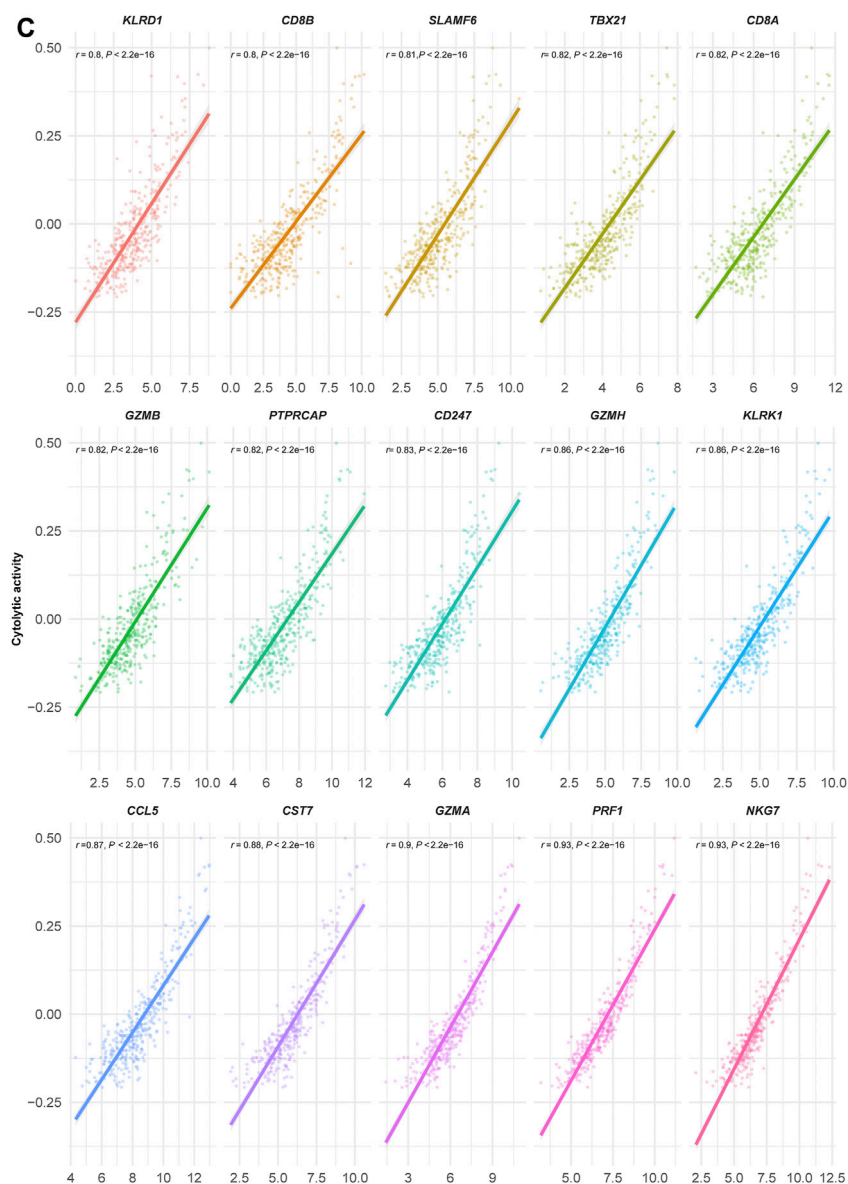 C
KLRD1 CD8B SLAMF6 TBX21 CD8A
0.50
r = 0.8, P < 2.2e−16 r = 0.8, P < 2.2e−16 r = 0.81, P < 2.2e−16 r= 0.82, P < 2.2e−16 r = 0.82, P < 2.2e−16
0.25
0.00
−0.25
0.0 2.5 5.0 7.5 0.0 2.5 5.0 7.5 10.0 2.5 5.0 7.5 10.0 2 4 6 8 3 6 9 12
GZMB PTPRCAP CD247 GZMH KLRK1
0.50
r = 0.82, P < 2.2e−16 r = 0.82, P < 2.2e−16 r= 0.83, P < 2.2e−16 r = 0.86, P < 2.2e−16 r = 0.86, P < 2.2e−16
0.25
Cytolytic activity
0.00
−0.25
2.5 5.0 7.5 10.0 4 6 8 10 12 4 6 8 10 2.5 5.0 7.5 10.0 2.5 5.0 7.5 10.0
CCL5 CST7 GZMA PRF1 NKG7
0.50
r =0.87, P < 2.2e−16 r = 0.88, P < 2.2e−16 r = 0.9, P < 2.2e−16 r = 0.93, P < 2.2e−16 r = 0.93, P < 2.2e−16
0.25
0.00
−0.25
4 6 8 10 12 2.5 5.0 7.5 10.0 3 6 9 5.0 7.5 10.0 2.5 5.0 7.5 10.0 12.5